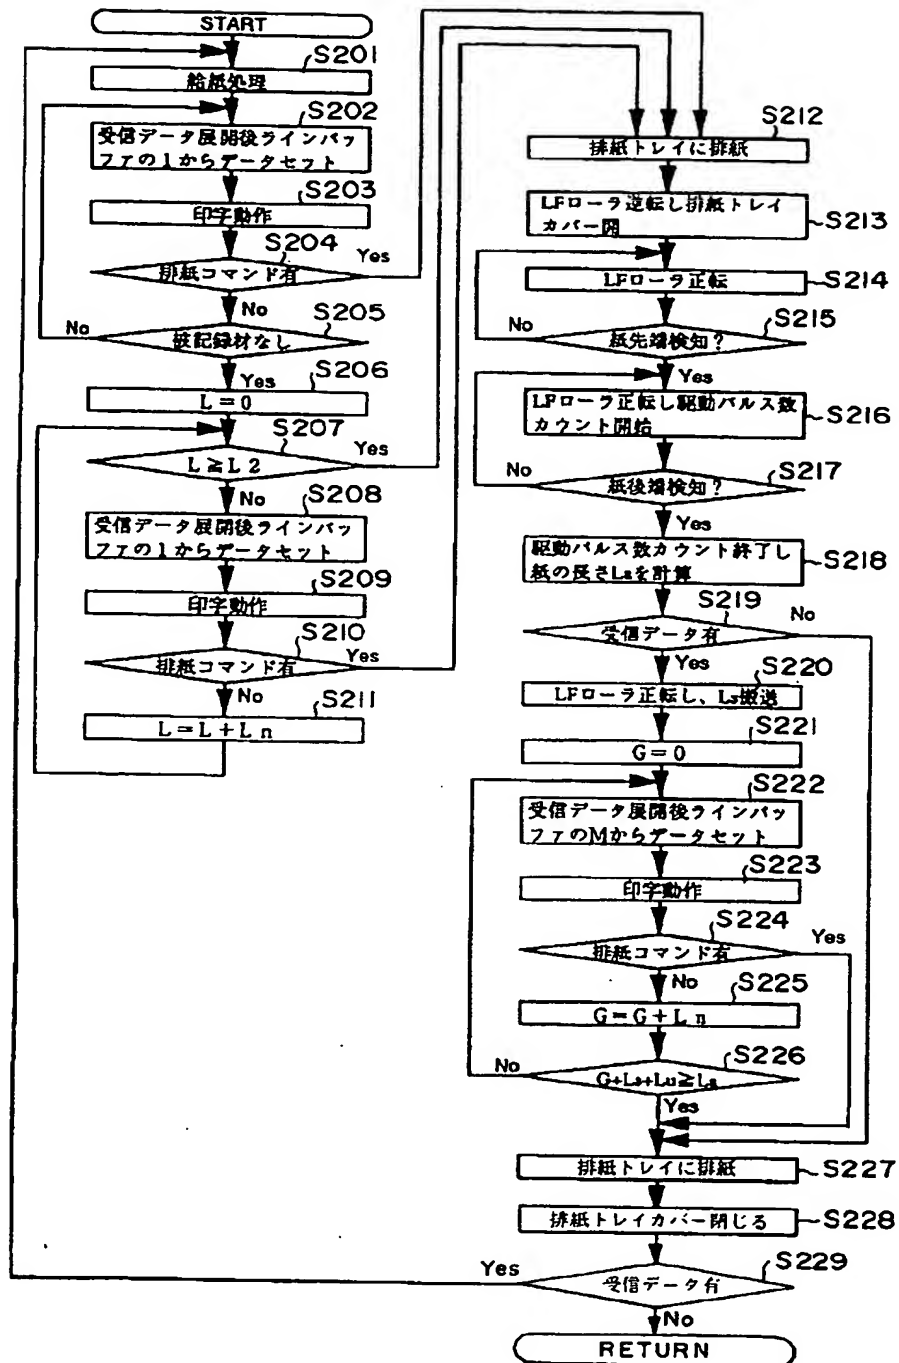 START
S201
給紙処理
S202
受信データ展開後ラインバッ
ファの1からデータセット
S203
印字動作
S204
排紙コマンド有
Yes
No
S205
被記録材なし
No
Yes
S206
L=0
S207
L≧L2
Yes
No
S208
受信データ展開後ラインバッ
ファの1からデータセット
S209
印字動作
S210
排紙コマンド有
Yes
No
S211
L=L+Ln
S212
排紙トレイに排紙
LFローラ逆転し排紙トレイ
カバー開
S213
LFローラ正転
S214
S215
紙先端検知?
No
Yes
LFローラ正転し駆動パルス数
カウント開始
S216
S217
紙後端検知?
No
Yes
駆動パルス数カウント終了し
紙の長さLaを計算
S218
S219
受信データ有
No
Yes
S220
LFローラ正転し、Ls搬送
S221
G=0
S222
受信データ展開後ラインバッ
ファのMからデータセット
S223
印字動作
S224
排紙コマンド有
Yes
No
S225
G=G+Ln
S226
G+Ls+Lu≧La
No
Yes
排紙トレイに排紙
S227
排紙トレイカバー閉じる
S228
S229
受信データ有
Yes
No
RETURN